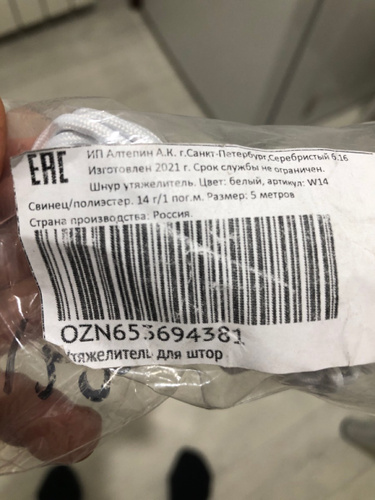 EAC
ИП Алтепин А.К. г.Санкт-Петербург,Серебристый б,16
Изготовлен 2021 г. Срок службы не ограничен.
Шнур утяжелитель. Цвет: белый, артикул: W14
Свинец/полиэстер. 14 г/1 пог.м. Размер: 5 метров
Страна производства: Россия.
OZN653694381
Утяжелитель для штор